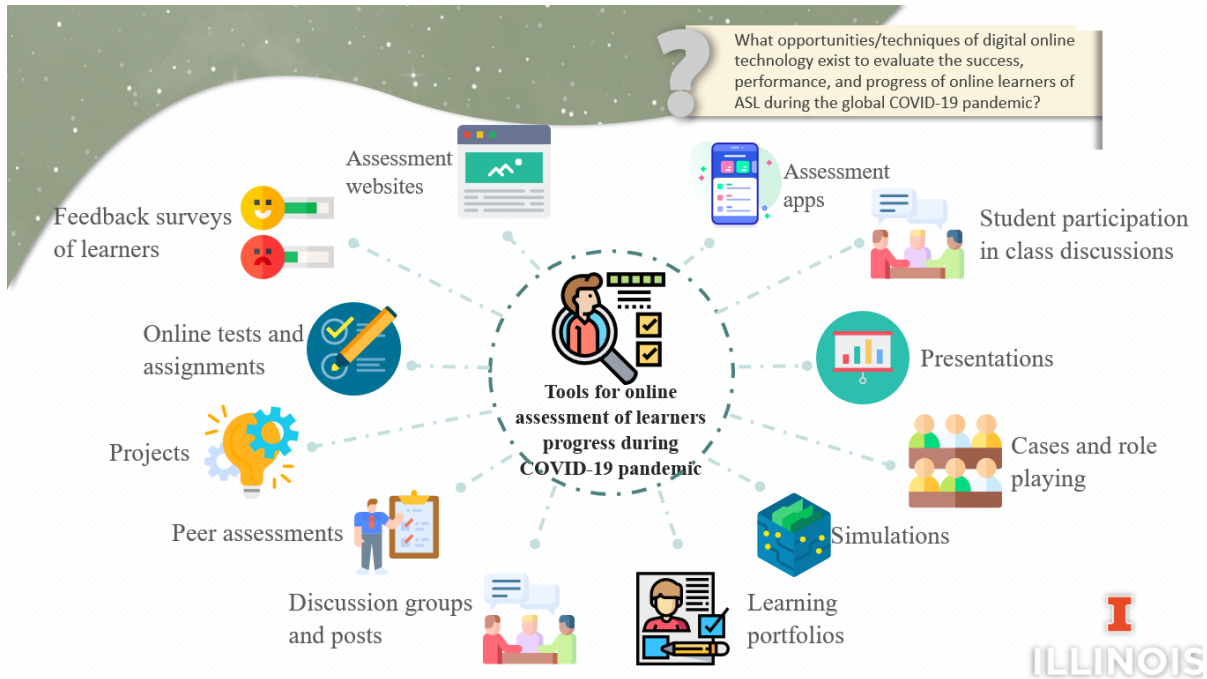 ?
What opportunities/techniques of digital online
technology exist to evaluate the success,
performance, and progress of online learners of
ASL during the global COVID-19 pandemic?
Assessment
websites
Assessment
apps
Feedback surveys
of learners
Student participation
in class discussions
Online tests and
assignments
Presentations
Tools for online
assessment of learners
progress during
COVID-19 pandemic
Projects
Cases and role
playing
Peer assessments
Simulations
Discussion groups
and posts
Learning
portfolios
I
ILLINOIS